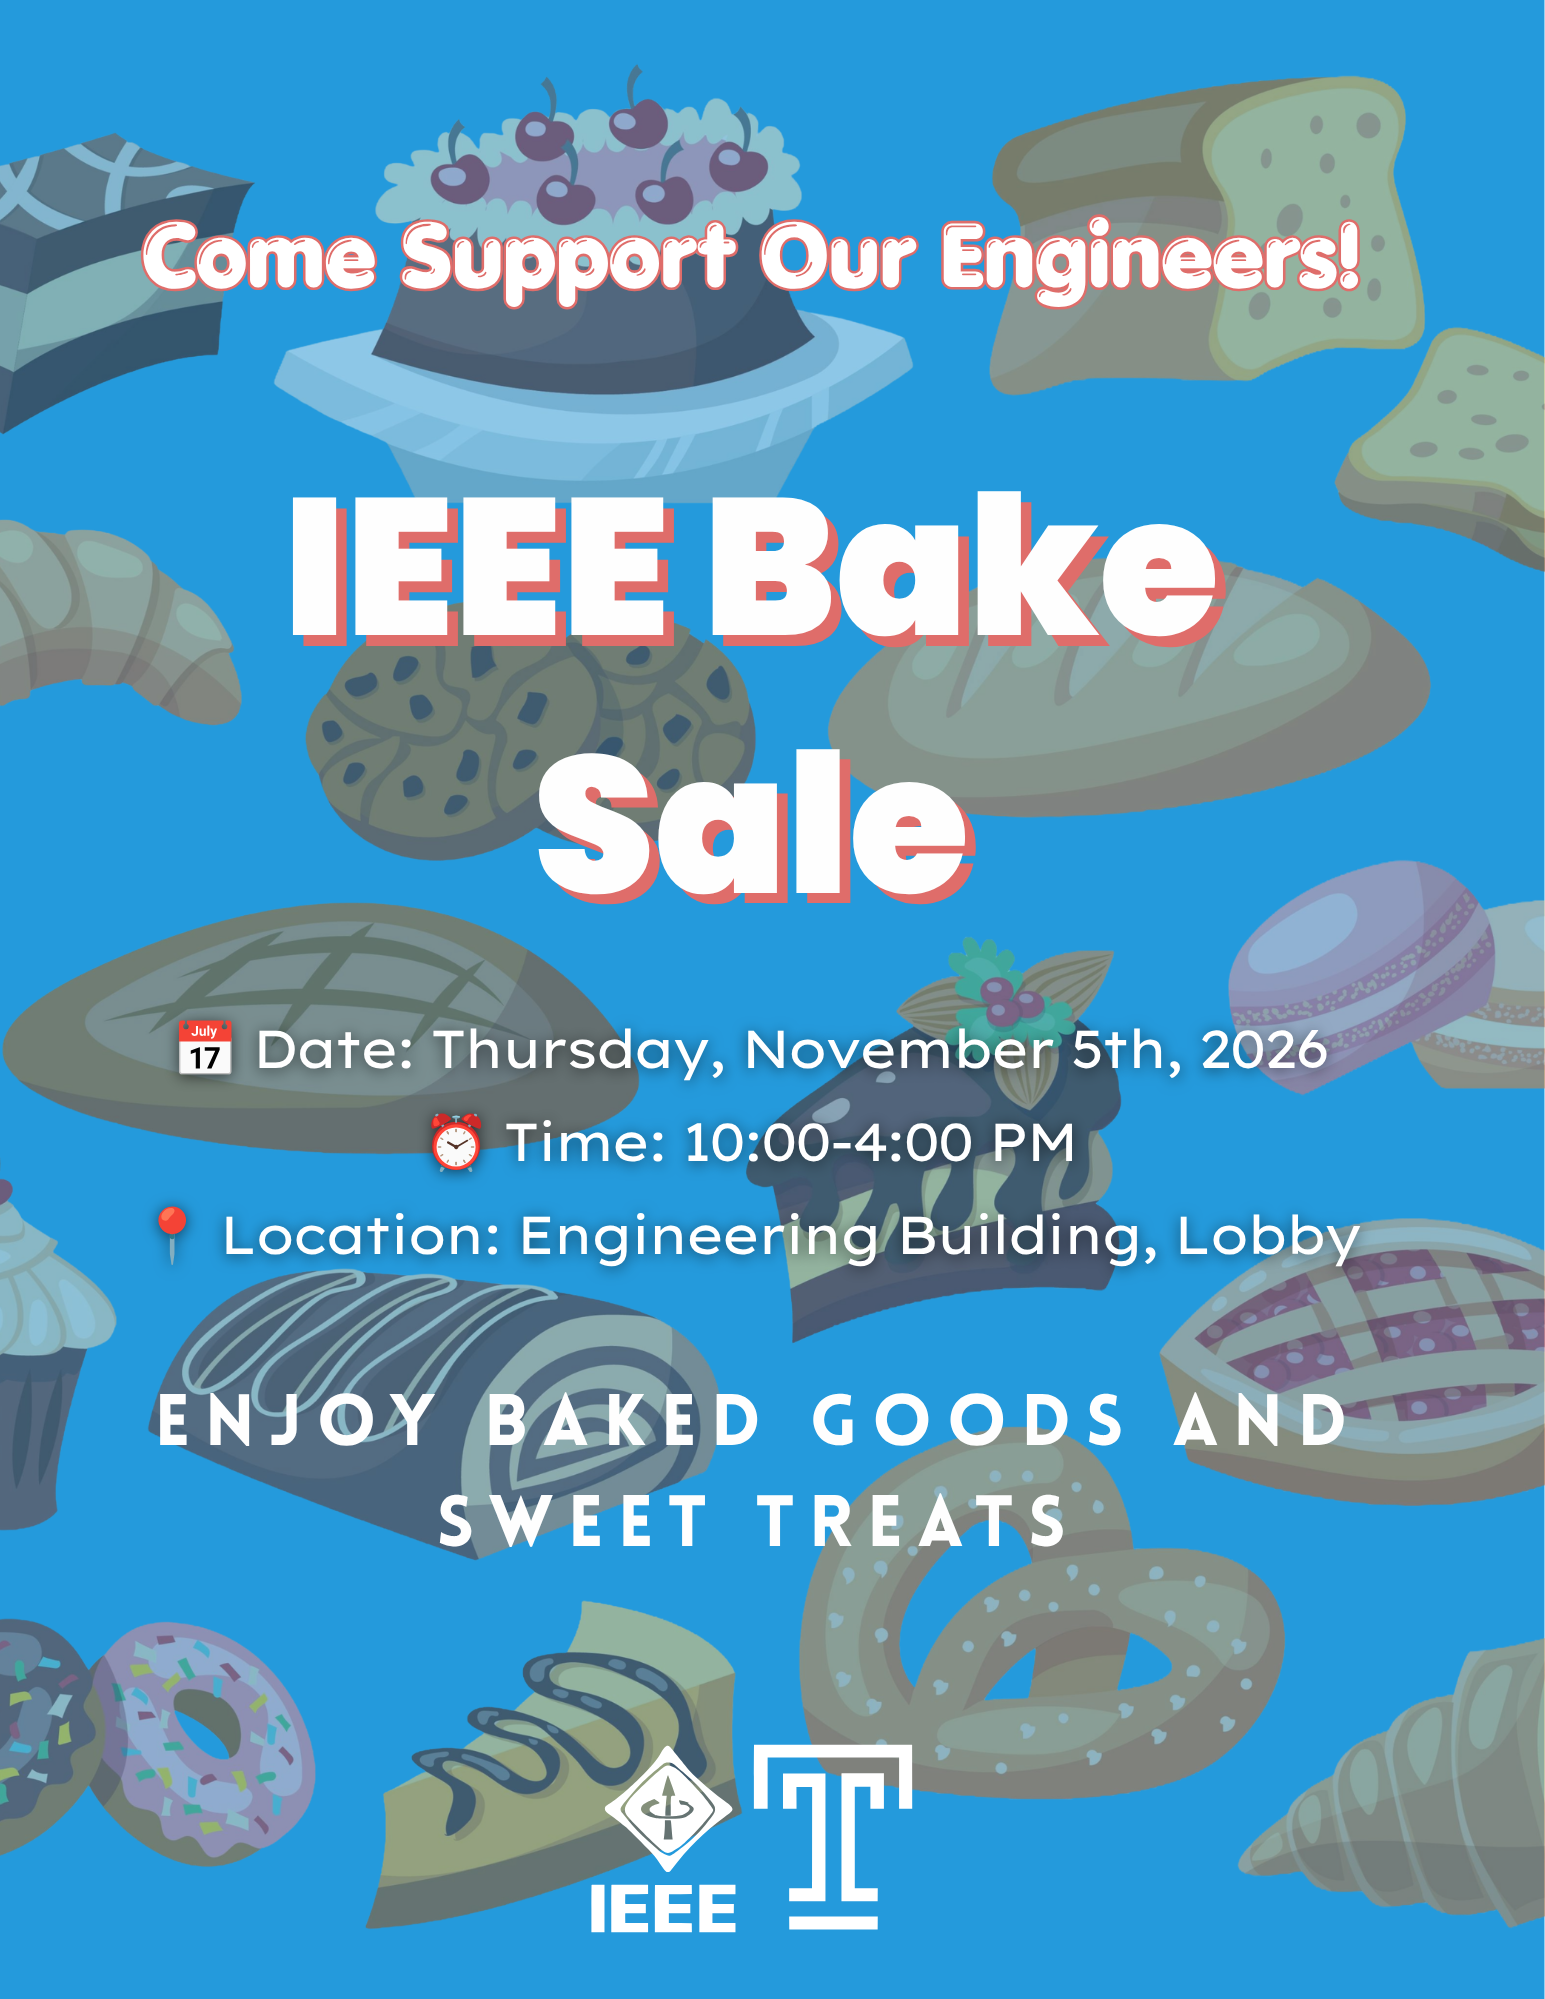 Come Support Our Engineers!
IEEE Bake
Sale
July
17
Date: Thursday, November 5th, 2026
Time: 10:00-4:00 PM
Location: Engineering Building, Lobby
ENJOY BAKED GOODS AND
SWEET TREATS
IEEE
T